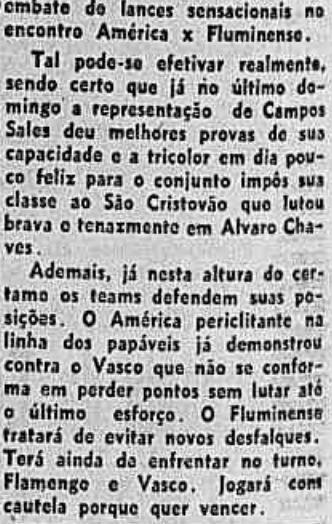 embate de lances sensacionais no
encontro América x Fluminense.
Tal pode-se efetivar realmente,
sendo certo que já no último do-
mingo a representação de Campos
Sales deu melhores provas de sua
capacidade e a tricolor em dia pou-
co feliz para o conjunto impôs sua
classe ao São Cristovão que lutou
brava e tenazmente em Alvaro Cha-
ves.
Ademais, já nesta altura do cer-
tame os teams defendem suas po-
sições. O América periclitante na
linha dos papáveis já demonstrou
contra o Vasco que não se confor-
ma em perder pontos sem lutar até
o último esforço. O Fluminense
tratará de evitar novos desfalques.
Terá ainda de enfrentar no turno,
Flamengo e Vasco. Jogará com
cautela porque quer vencer.